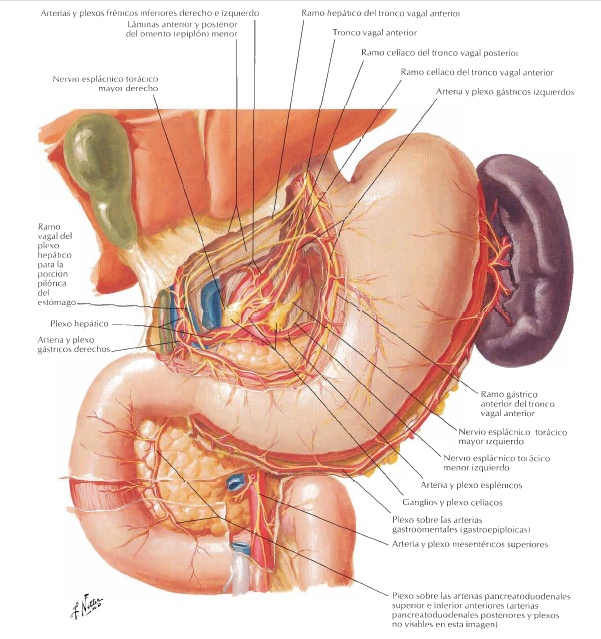 Arterias y plexos frénicos inferiores derecho e izquierdo
Láminas anterior y posterior
del omento (epiplón) menor
Nervio esplácnico torácico
mayor derecho
Ramo hepático del tronco vagal anterior
Tronco vagal anterior
Ramo celíaco del tronco vagal posterior
Ramo celíaco del tronco vagal anterior
Arteria y plexo gástricos izquierdos
Ramo
vagal del
plexo
hepático
para la
porción
pilórica
del
estómago
Plexo hepático
Arteria y plexo
gástricos derechos
Ramo gástrico
anterior del tronco
vagal anterior
Nervio esplácnico torácico
mayor izquierdo
Nervio esplácnico torácico
menor izquierdo
Arteria y plexo esplénicos
Ganglios y plexo celíacos
Plexo sobre las arterias
gastroomentales (gastroepiploicas)
Arteria y plexo mesentéricos superiores
Plexo sobre las arterias pancreatoduodenales
superior e inferior anteriores (arterias
pancreatoduodenales posteriores y plexos
no visibles en esta imagen)
F. Netter